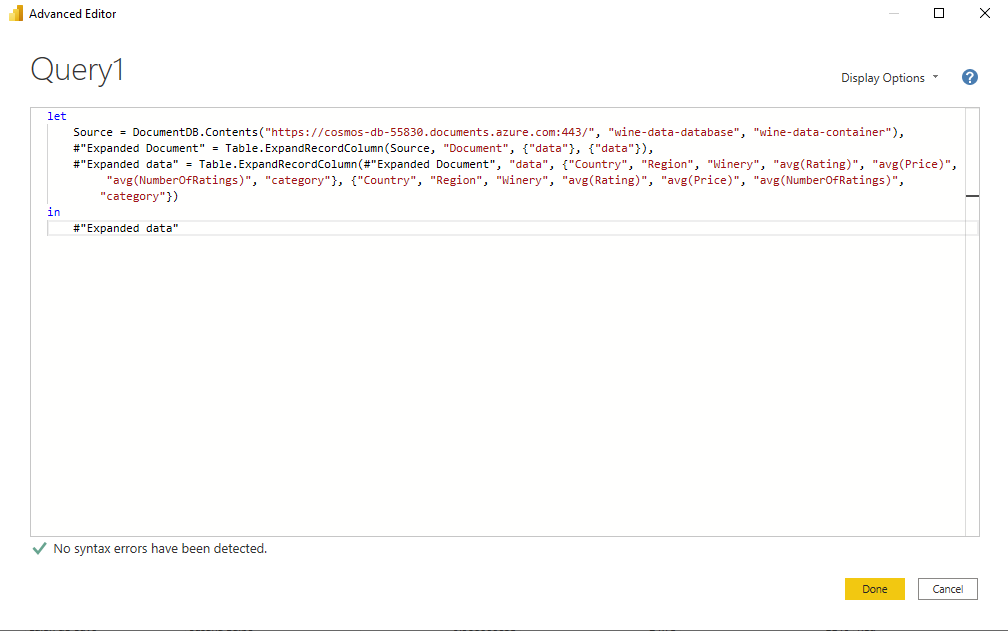 Advanced Editor
Query1
Display Options
?
let
Source = DocumentDB.Contents("https://cosmos-db-55830.documents.azure.com:443/", "wine-data-database", "wine-data-container"),
#"Expanded Document" = Table.ExpandRecordColumn(Source, "Document", {"data"}, {"data"}),
#"Expanded data" = Table.ExpandRecordColumn(#"Expanded Document", "data", {"Country", "Region", "Winery", "avg(Rating)", "avg(Price)",
"avg(NumberOfRatings)", "category"}, {"Country", "Region", "Winery", "avg(Rating)", "avg(Price)", "avg(NumberOfRatings)",
"category"})
in
#"Expanded data"
No syntax errors have been detected.
Done
Cancel